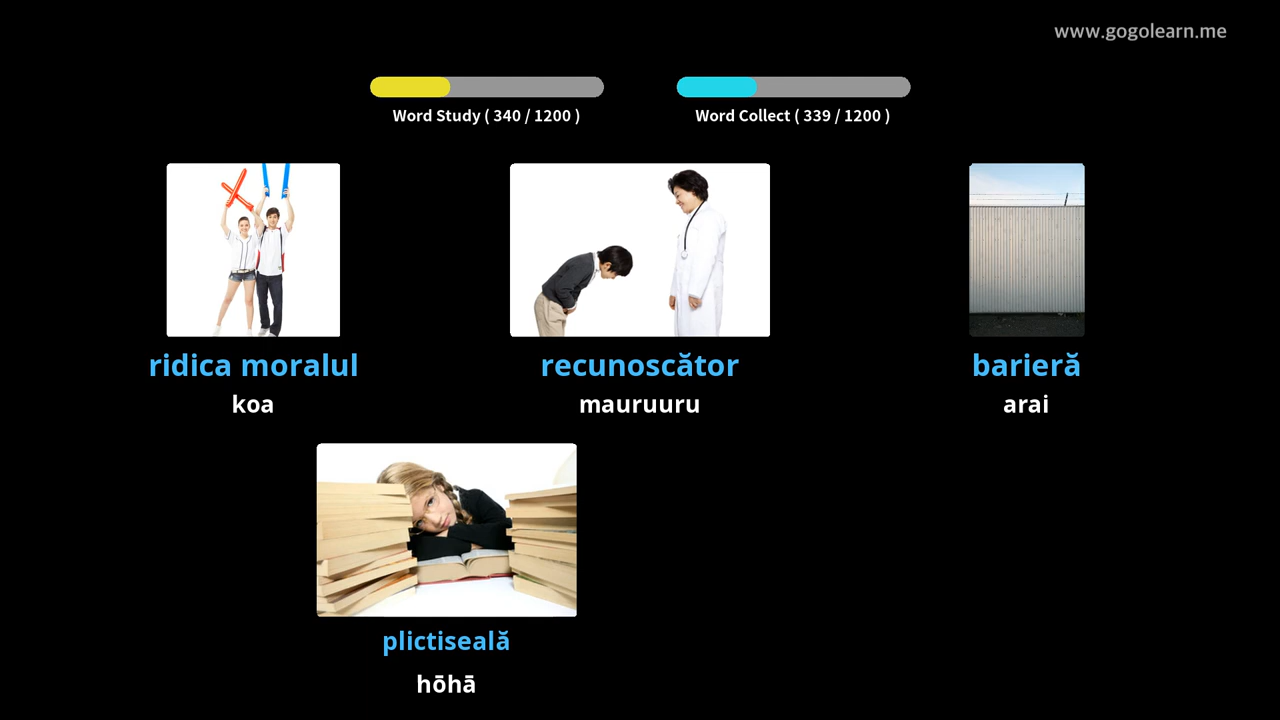 www.gogolearn.me
Word Study ( 340 / 1200 )
Word Collect ( 339 / 1200 )
ridica moralul
koa
recunoscător
mauruuru
barieră
arai
plictiseală
hōhā